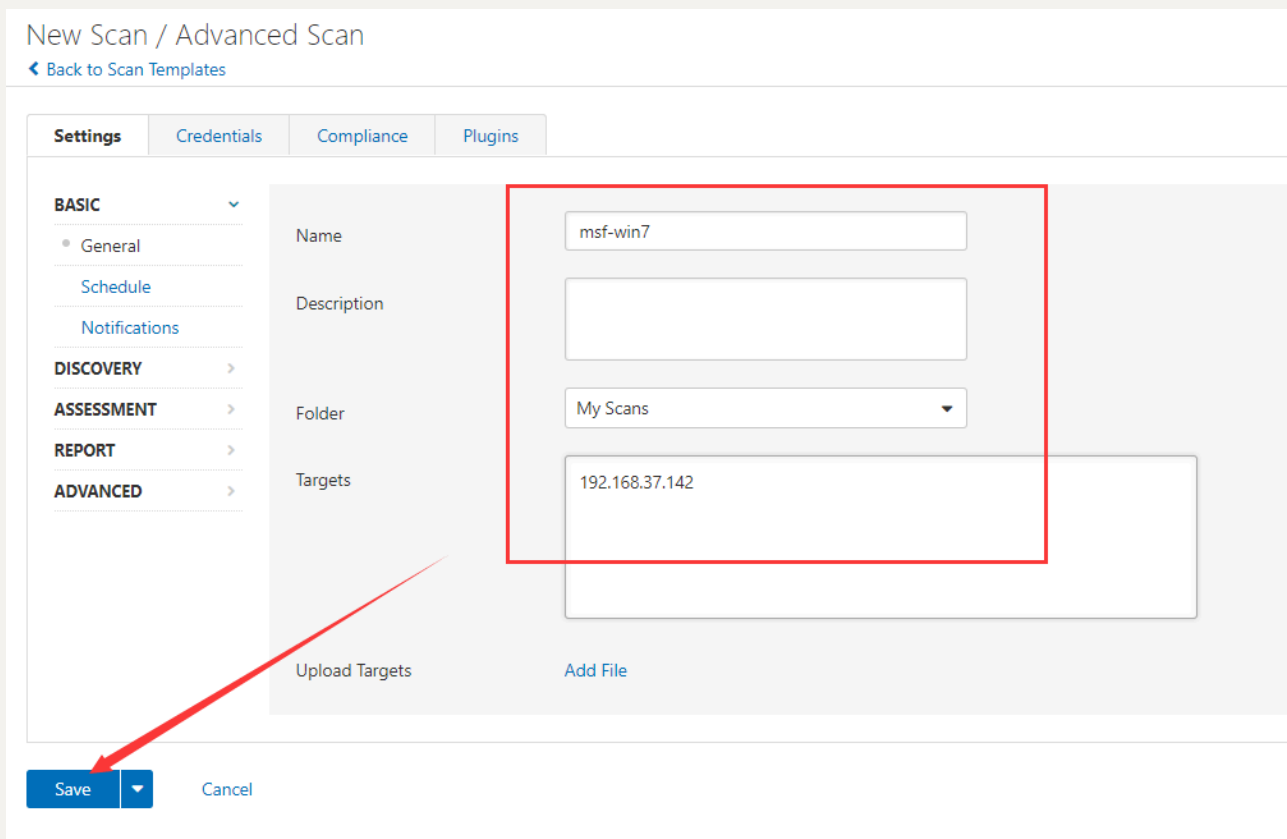 New Scan / Advanced Scan
Back to Scan Templates
Settings Credentials Compliance Plugins
BASIC
General
Schedule
Notifications
DISCOVERY
ASSESSMENT
REPORT
ADVANCED
Name msf-win7
Description
Folder My Scans
Targets 192.168.37.142
Upload Targets Add File
Save Cancel